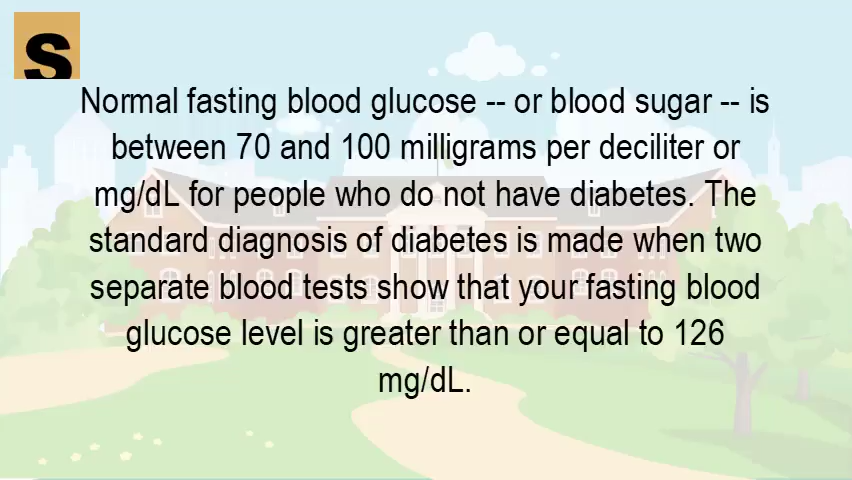 S
Normal fasting blood glucose -- or blood sugar -- is
between 70 and 100 milligrams per deciliter or
mg/dL for people who do not have diabetes. The
standard diagnosis of diabetes is made when two
separate blood tests show that your fasting blood
glucose level is greater than or equal to 126
mg/dL.